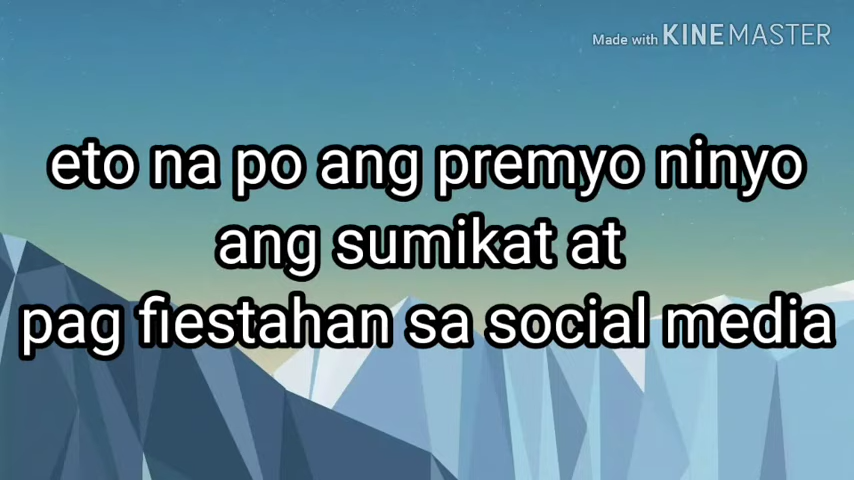 Made with KINEMASTER
eto na po ang premyo ninyo
ang sumikat at
pag fiestahan sa social media